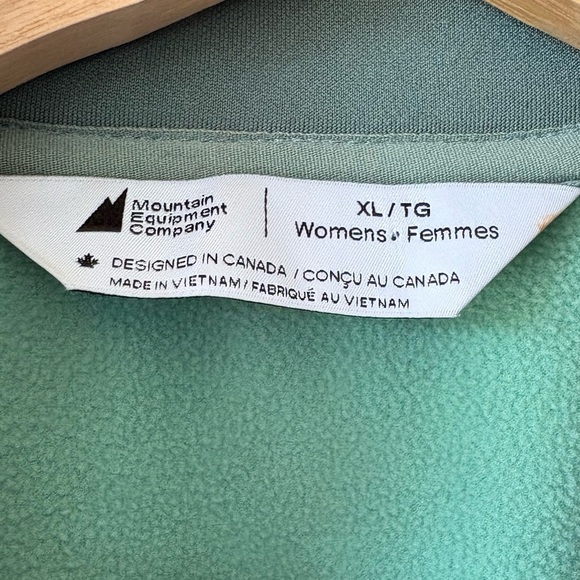 Mountain
Equipment
Company
XL / TG
Womens • Femmes
DESIGNED IN CANADA / CONÇU AU CANADA
MADE IN VIETNAM / FABRIQUÉ AU VIETNAM